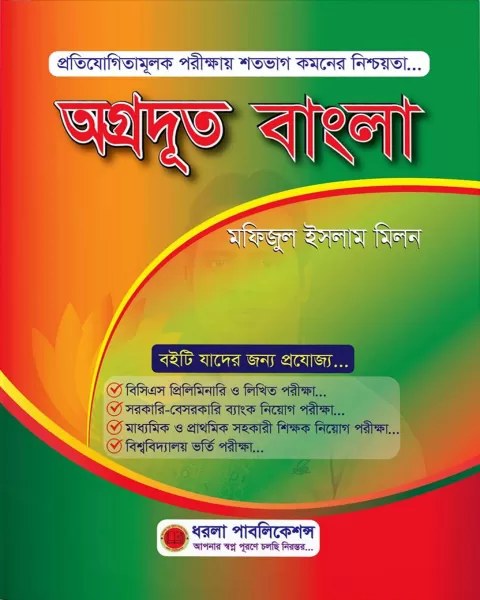 প্রতিযোগিতামূলক পরীক্ষায় শতভাগ কমনের নিশ্চয়তা...
অগ্রদূত বাংলা
মফিজুল ইসলাম মিলন
বইটি যাদের জন্য প্রযোজ্য...
বিসিএস প্রিলিমিনারি ও লিখিত পরীক্ষা...
সরকারি-বেসরকারি ব্যাংক নিয়োগ পরীক্ষা...
মাধ্যমিক ও প্রাথমিক সহকারী শিক্ষক নিয়োগ পরীক্ষা...
বিশ্ববিদ্যালয় ভর্তি পরীক্ষা...
ধরলা পাবলিকেশন্স
আপনার স্বপ্ন পূরণে চলছি নিরন্তর...